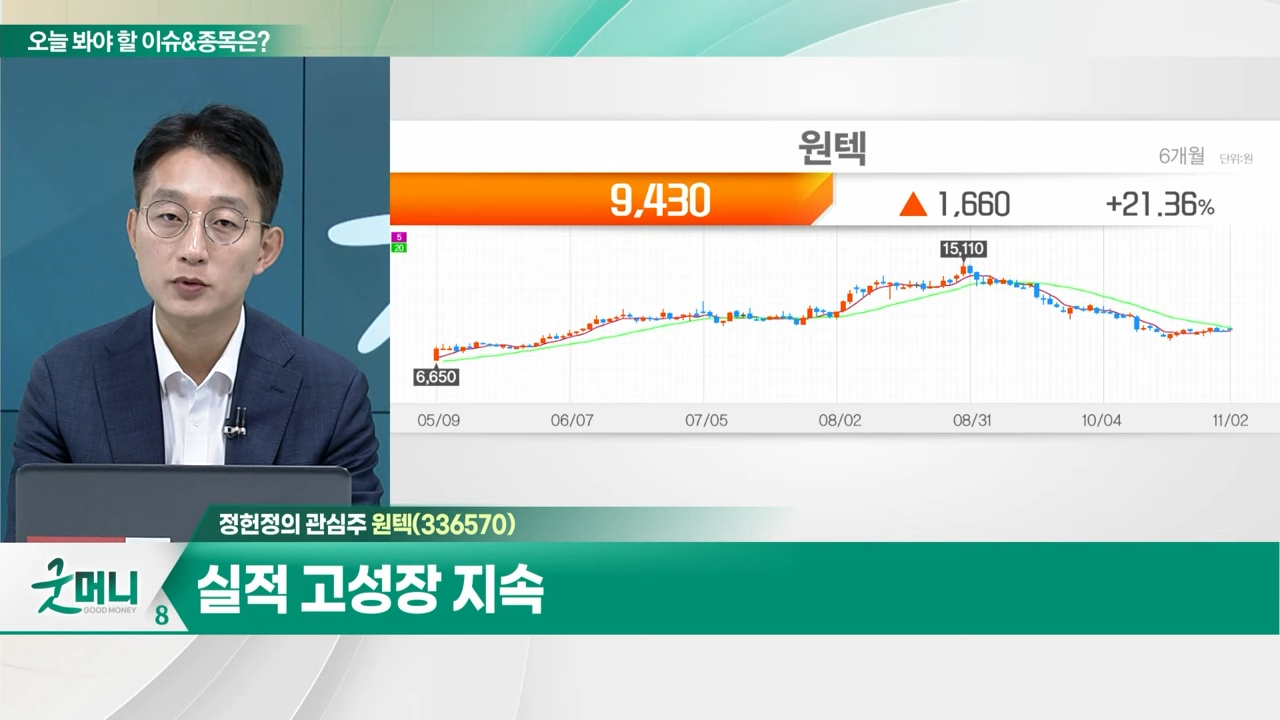 오늘 봐야 할 이슈&종목은?
원텍
6개월 단위:원
9,430 ▲ 1,660 +21.36%
5
20
15,110
6,650
05/09 06/07 07/05 08/02 08/31 10/04 11/02
정헌정의 관심주 원텍(336570)
굿머니
GOOD MONEY
8
실적 고성장 지속